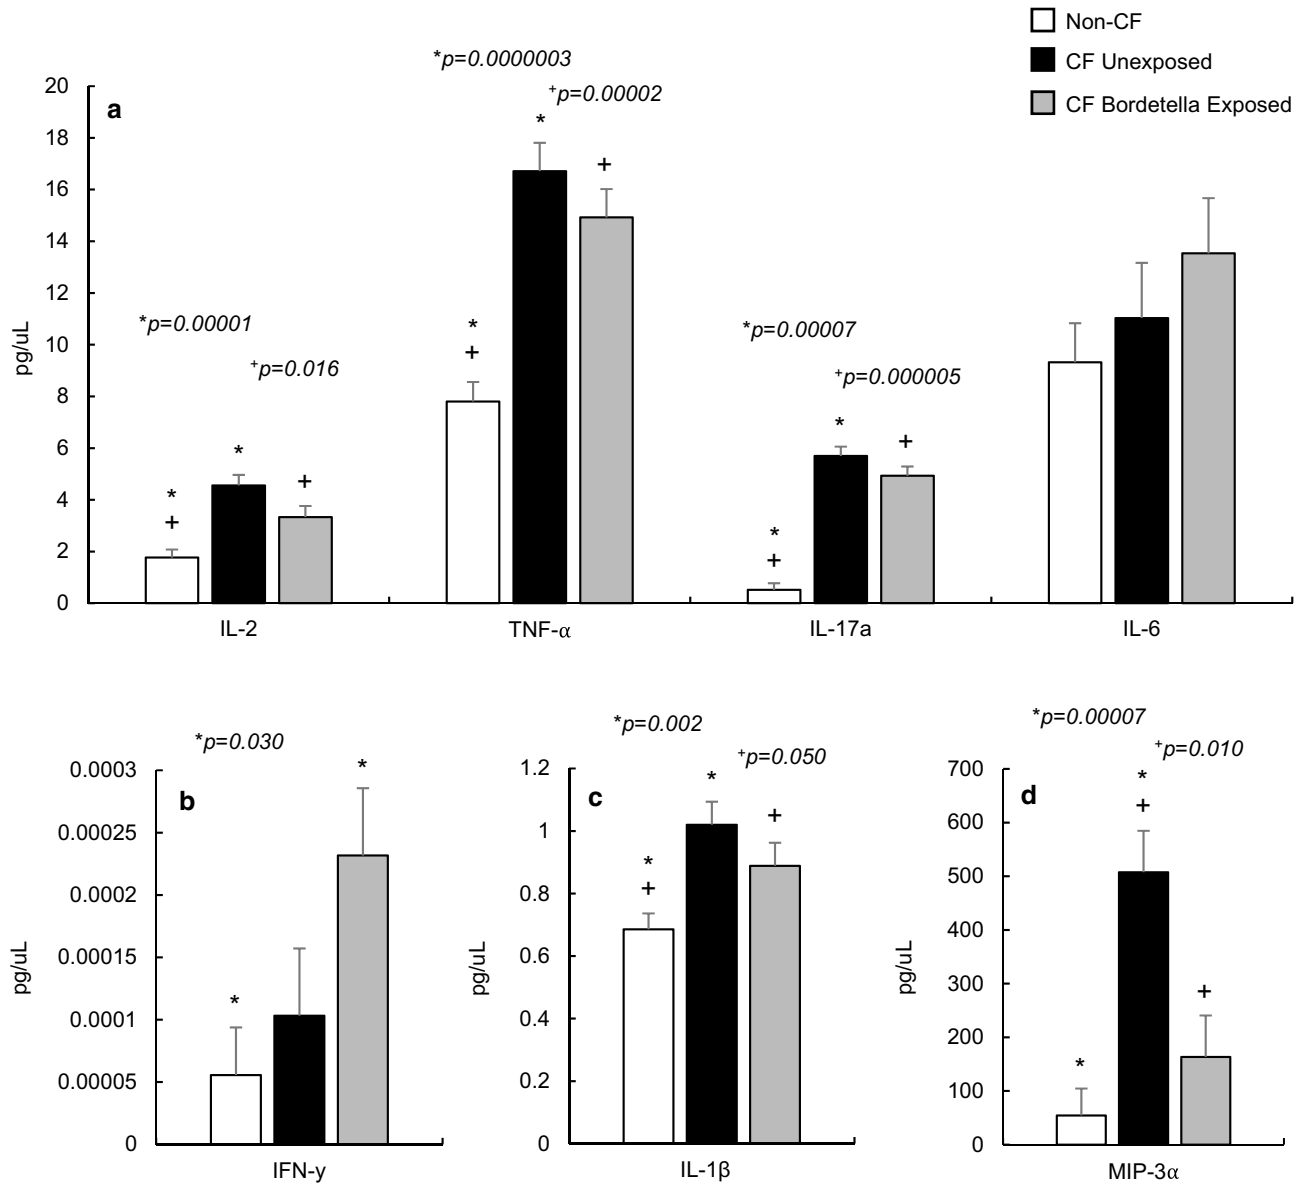 Non-CF
CF Unexposed
CF Bordetella Exposed
a
*p=0.0000003
+p=0.00002
*p=0.00001
+p=0.016
*p=0.00007
+p=0.000005
20
18
16
14
12
10
8
6
4
2
0
pg/uL
*
+
*
+
*
+
*
+
*
+
*
+
IL-2
TNF-α
IL-17a
IL-6
b
*p=0.030
0.0003
0.00025
0.0002
0.00015
0.0001
0.00005
0
pg/uL
*
*
IFN-y
c
*p=0.002
+p=0.050
1.2
1
0.8
0.6
0.4
0.2
0
pg/uL
*
+
*
+
IL-1β
d
*p=0.00007
+p=0.010
700
600
500
400
300
200
100
0
pg/uL
*
*
+
+
MIP-3α